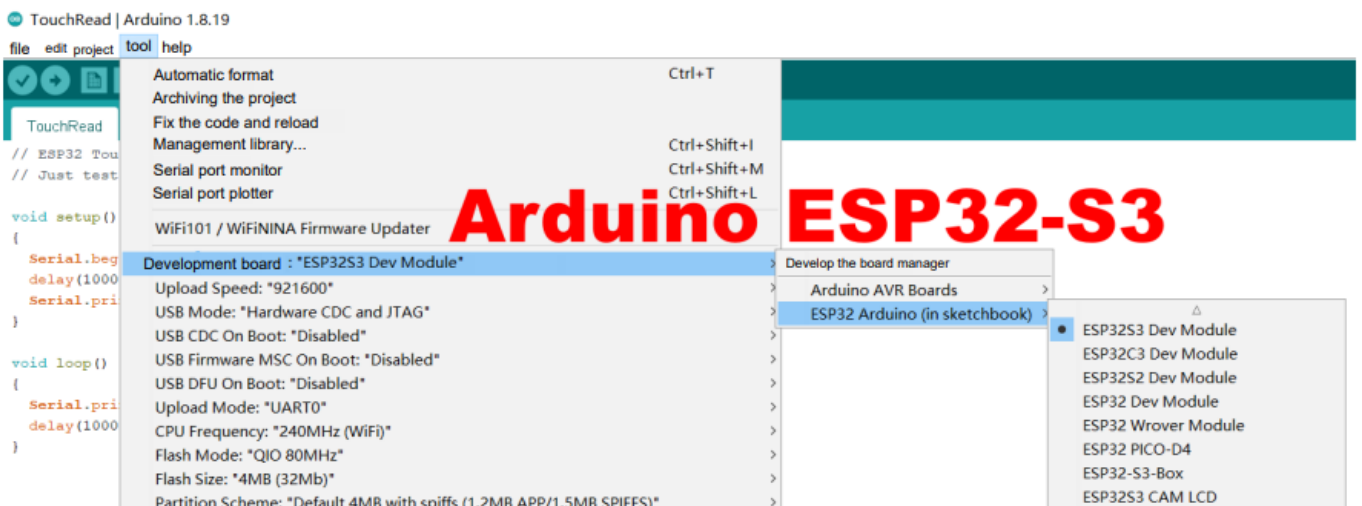 TouchRead | Arduino 1.8.19
file edit project tool help
Automatic format Ctrl+T
Archiving the project
Fix the code and reload
Management library... Ctrl+Shift+I
Serial port monitor Ctrl+Shift+M
Serial port plotter Ctrl+Shift+L
WiFi101 / WiFiNINA Firmware Updater
Arduino ESP32-S3
Development board : "ESP32S3 Dev Module"
Upload Speed: "921600"
USB Mode: "Hardware CDC and JTAG"
USB CDC On Boot: "Disabled"
USB Firmware MSC On Boot: "Disabled"
USB DFU On Boot: "Disabled"
Upload Mode: "UART0"
CPU Frequency: "240MHz (WiFi)"
Flash Mode: "QIO 80MHz"
Flash Size: "4MB (32Mb)"
Partition Scheme: "Default 4MB with spiffs (1.2MB APP/1.5MB SPIFFS)"
Develop the board manager
Arduino AVR Boards
ESP32 Arduino (in sketchbook)
ESP32S3 Dev Module
ESP32C3 Dev Module
ESP32S2 Dev Module
ESP32 Dev Module
ESP32 Wrover Module
ESP32 PICO-D4
ESP32-S3-Box
ESP32S3 CAM LCD
TouchRead
// ESP32 Tou
// Just test
void setup()
{
Serial.beg
delay(1000
Serial.pri
}
void loop()
{
Serial.pri
delay(1000
}